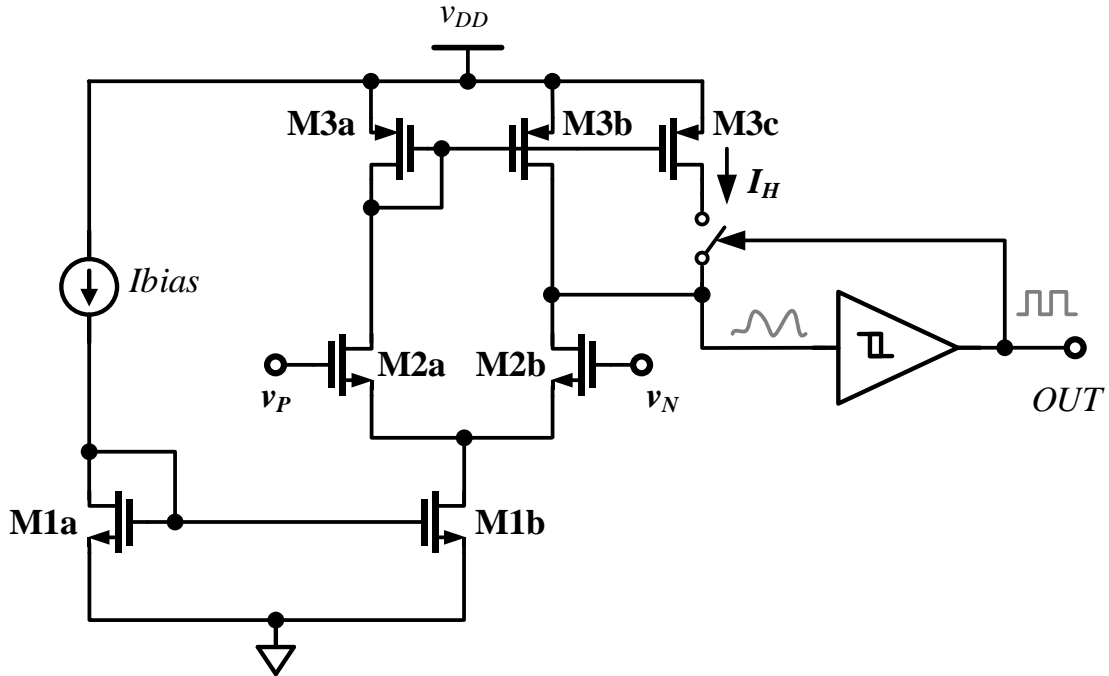 v_DD
M3a
M3b
M3c
I_H
Ibias
M2a
M2b
v_P
v_N
OUT
M1a
M1b